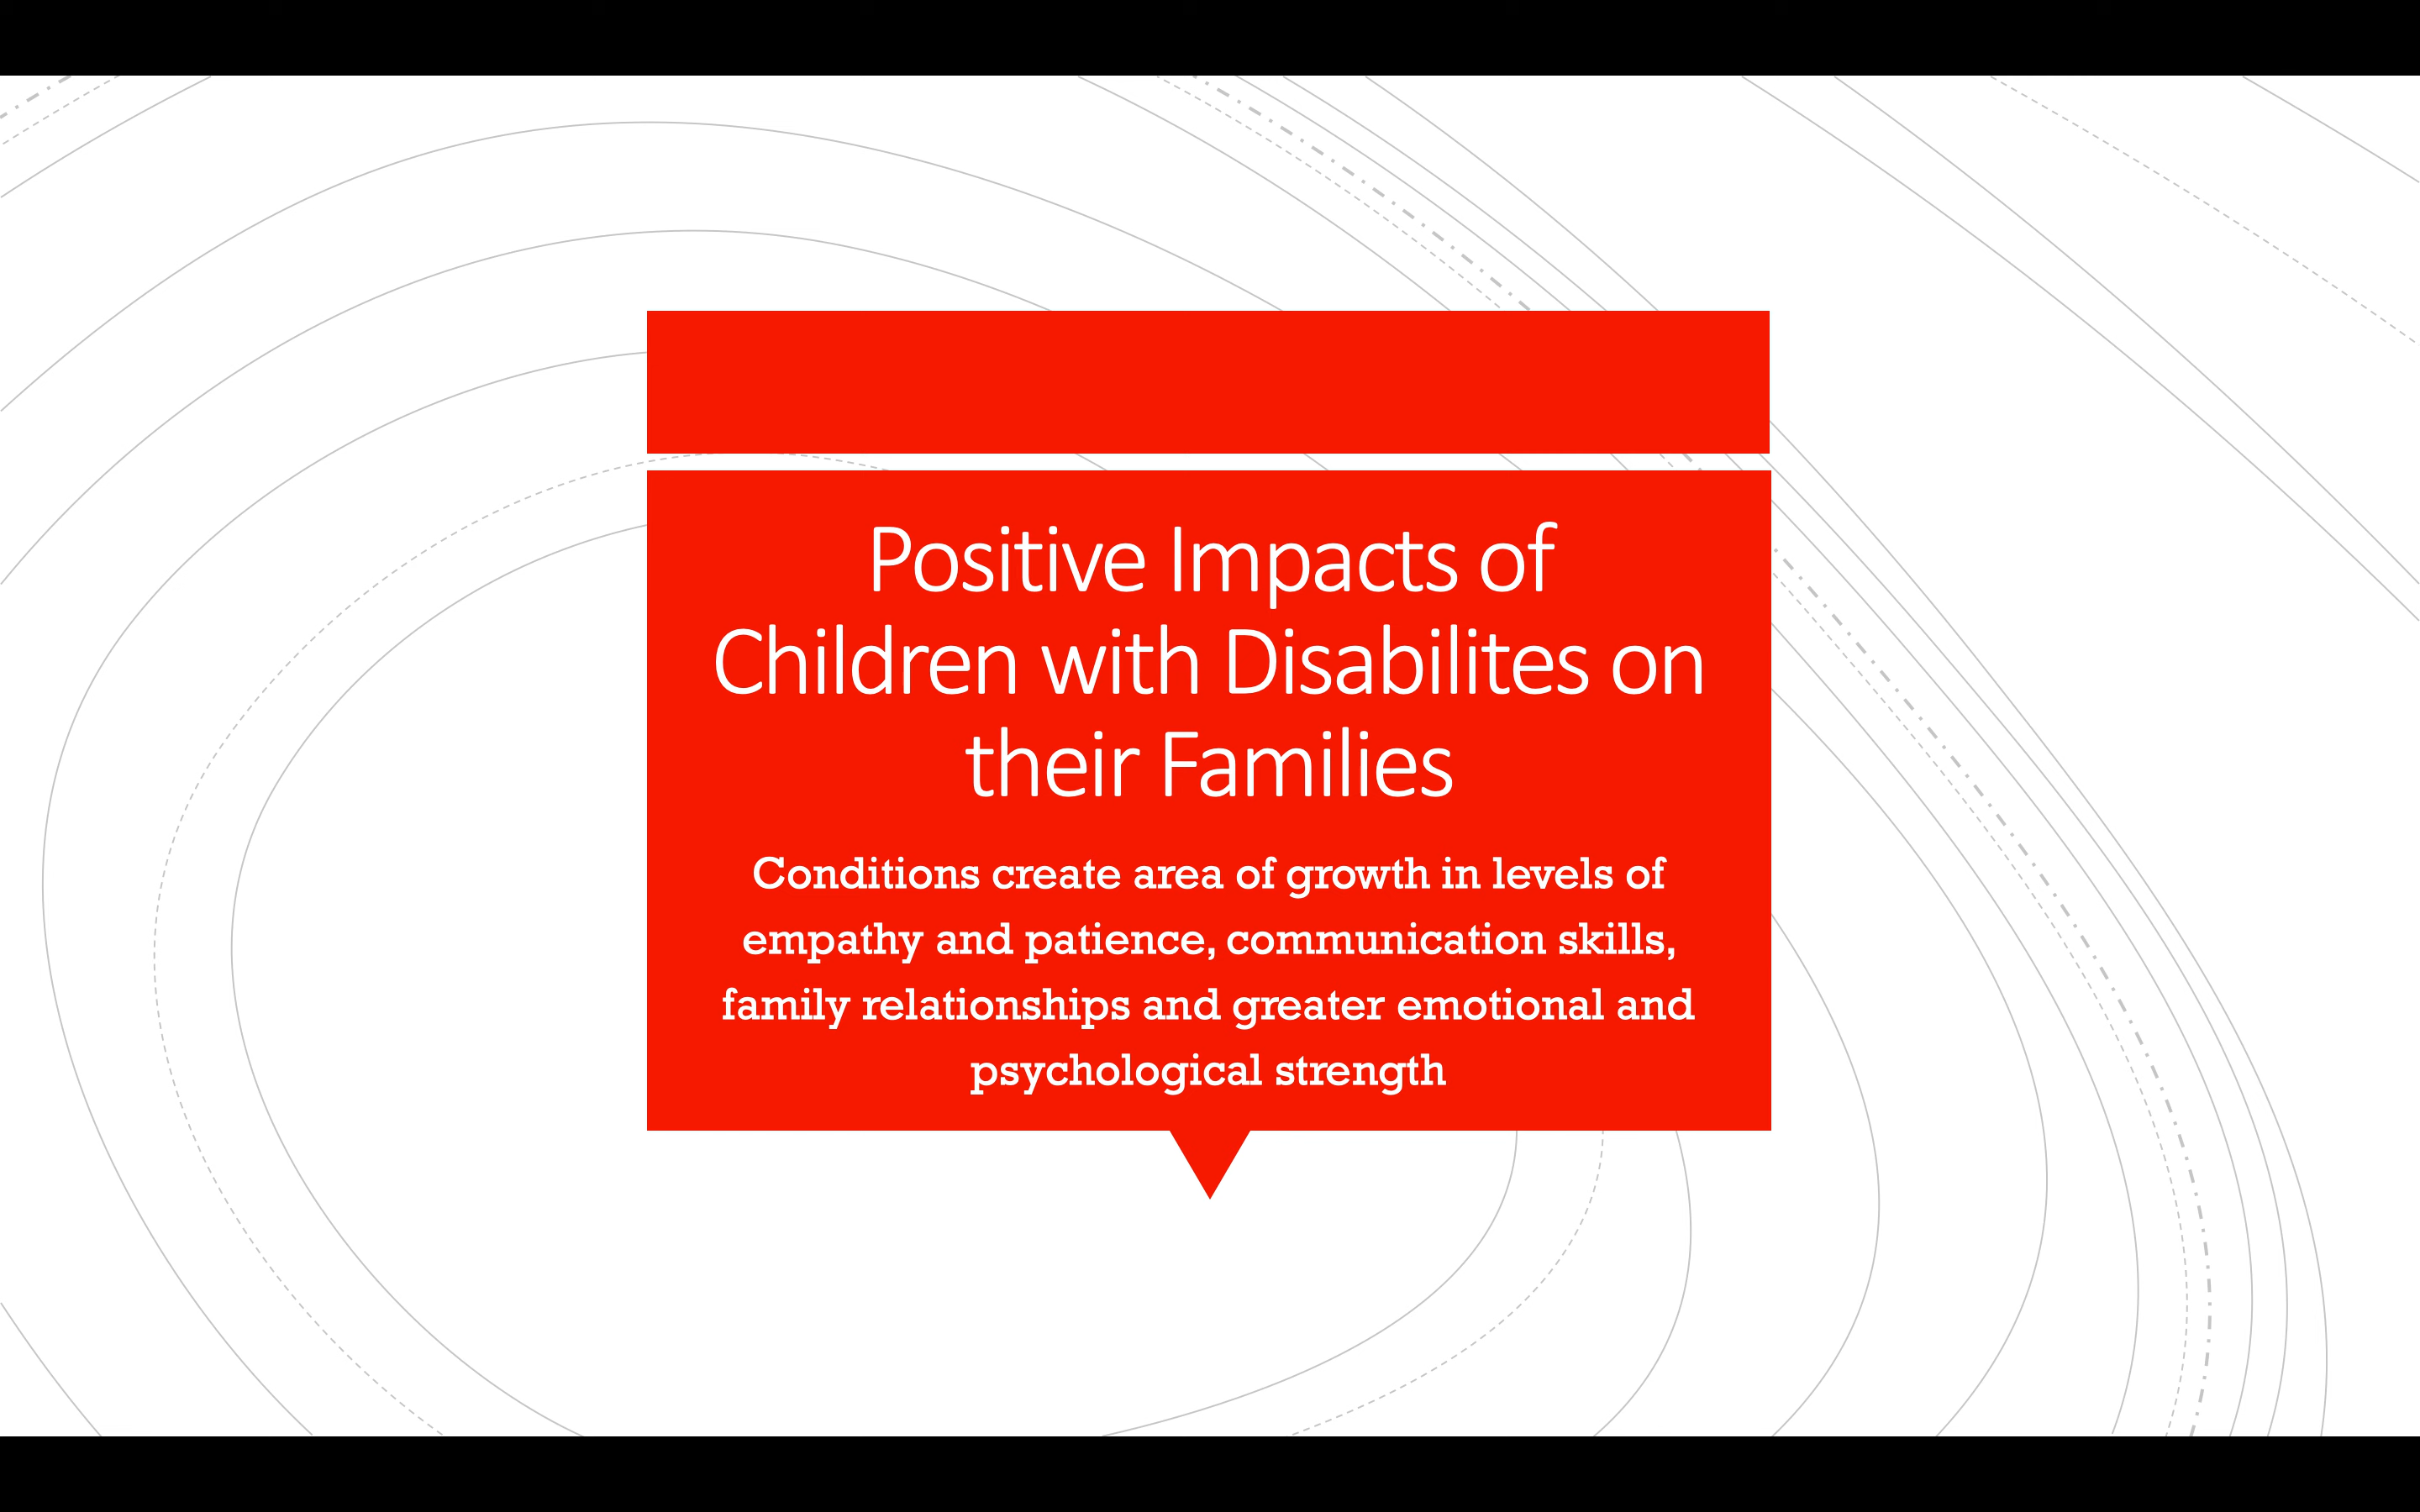 Positive Impacts of
Children with Disabilites on
their Families
Conditions create area of growth in levels of
empathy and patience, communication skills,
family relationships and greater emotional and
psychological strength